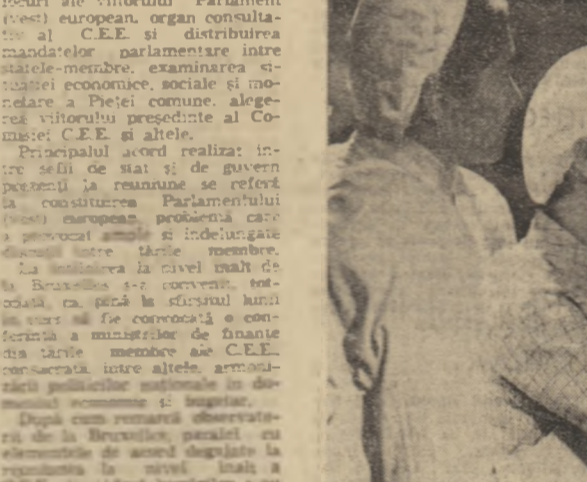 locuri ale viitorului Parlament
(vest) european, organ consulta-
tiv al C.E.E. și distribuirea
mandatelor parlamentare între
statele-membre, examinarea si-
tuației economice, sociale și mo-
netare a Pieței comune, alege-
rea viitorului președinte al Co-
misiei C.E.E. și altele.
Principalul acord realizat în-
tre șefii de stat și de guvern
prezenți la reuniune se referă
la constituirea Parlamentului
(vest) european, problemă care
a provocat ample și îndelungate
discuții între țările membre.
La întîlnirea la nivel înalt de
la Bruxelles s-a convenit, tot-
odată, ca pînă la sfîrșitul lunii
în curs să fie convocată o con-
ferință a miniștrilor de finanțe
din țările membre ale C.E.E.
consacrată, între altele, armoni-
zării politicilor naționale în do-
meniul economic și bugetar.
După cum remarcă observato-
rii de la Bruxelles, paralel cu
elementele de acord degajate la
reuniunea la nivel înalt a